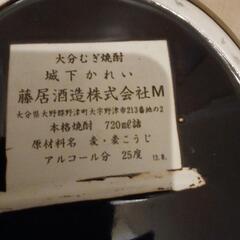 大分むぎ焼酎
城下かれい
藤居酒造株式会社M
大分県大野郡野津町大字野津市213番地の2
本格焼酎 720ml詰
原材料名 麦・麦こうじ
アルコール分 25度